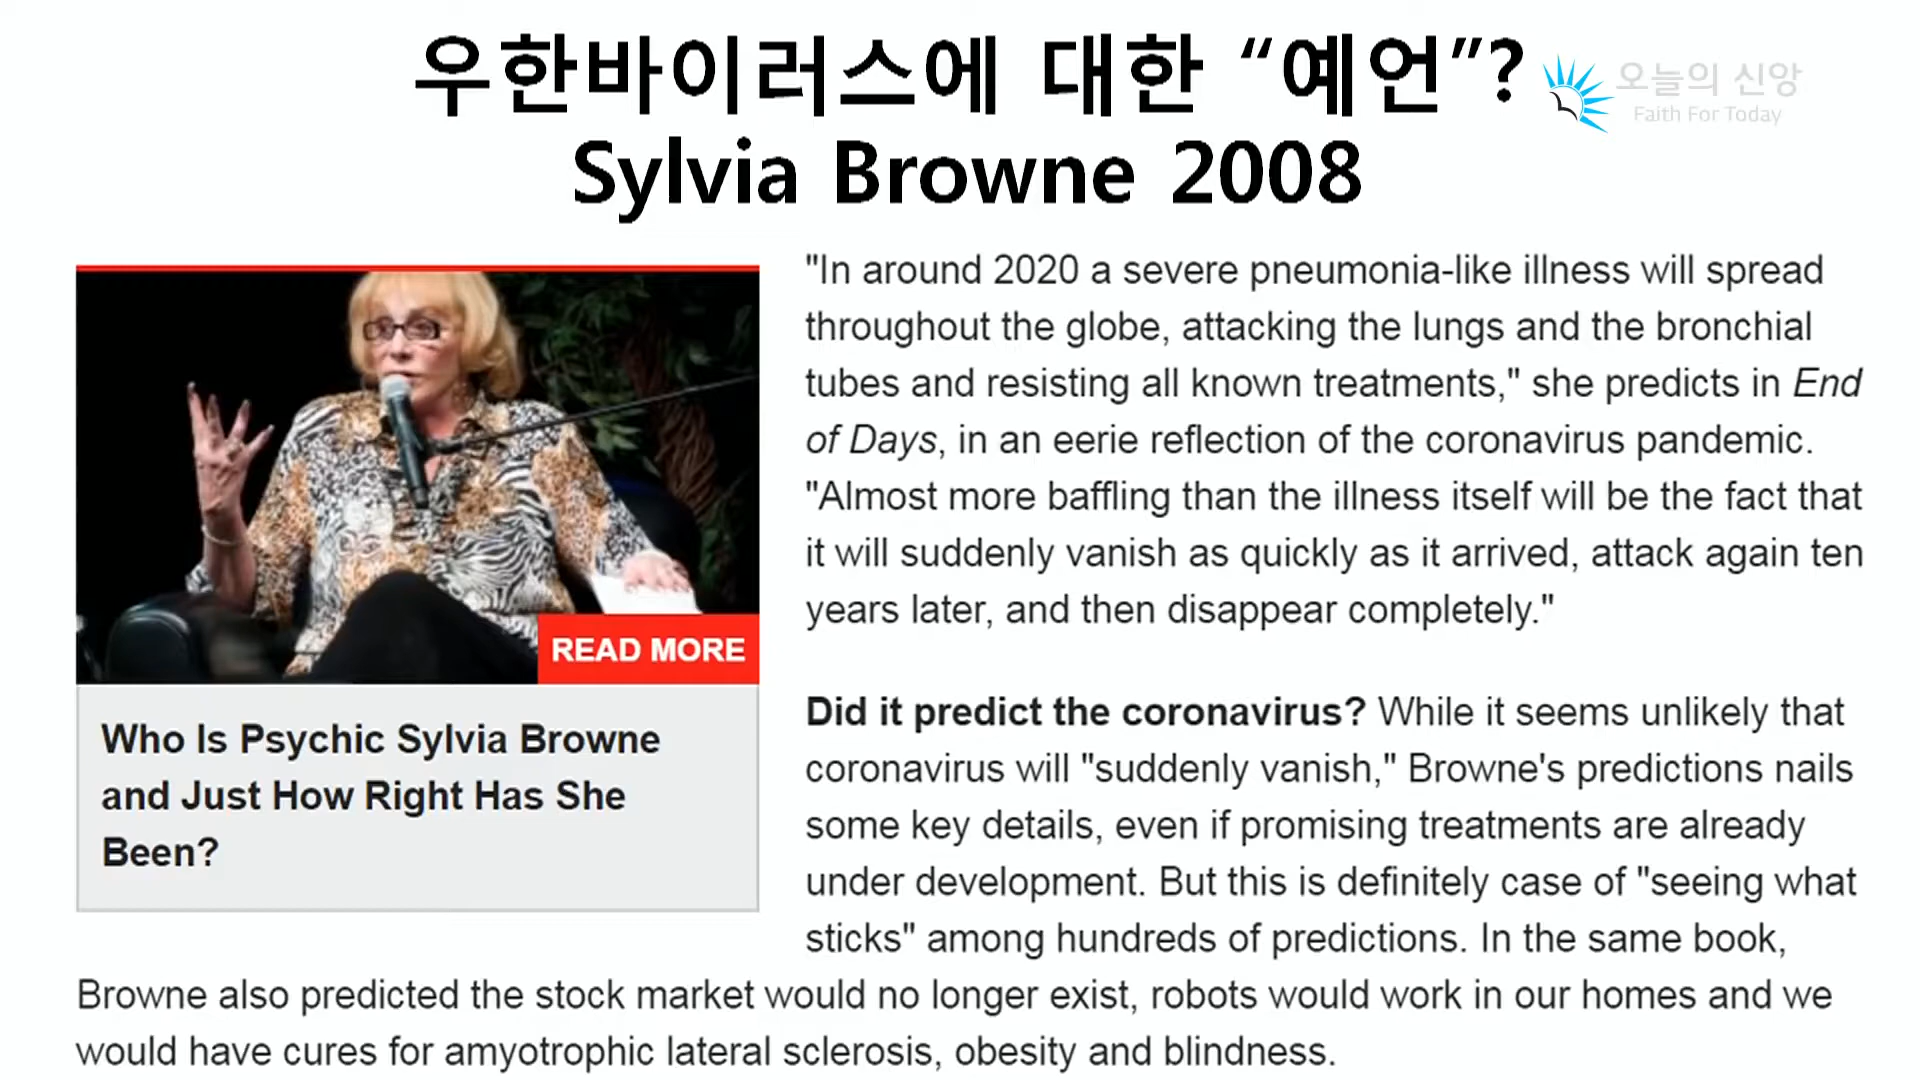 우한바이러스에 대한 “예언”?
Sylvia Browne 2008
오늘의 신앙
Faith For Today
"In around 2020 a severe pneumonia-like illness will spread
throughout the globe, attacking the lungs and the bronchial
tubes and resisting all known treatments," she predicts in End
of Days, in an eerie reflection of the coronavirus pandemic.
"Almost more baffling than the illness itself will be the fact that
it will suddenly vanish as quickly as it arrived, attack again ten
years later, and then disappear completely."
READ MORE
Who Is Psychic Sylvia Browne
and Just How Right Has She
Been?
Did it predict the coronavirus? While it seems unlikely that
coronavirus will "suddenly vanish," Browne's predictions nails
some key details, even if promising treatments are already
under development. But this is definitely case of "seeing what
sticks" among hundreds of predictions. In the same book,
Browne also predicted the stock market would no longer exist, robots would work in our homes and we
would have cures for amyotrophic lateral sclerosis, obesity and blindness.